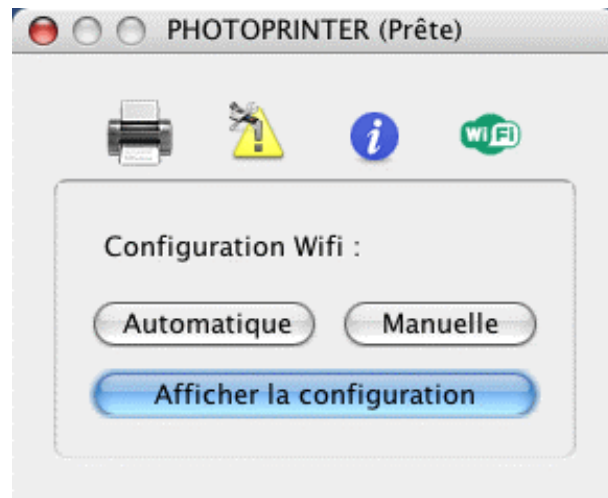 PHOTOPRINTER (Prête)
WiFi
Configuration Wifi :
Automatique
Manuelle
Afficher la configuration